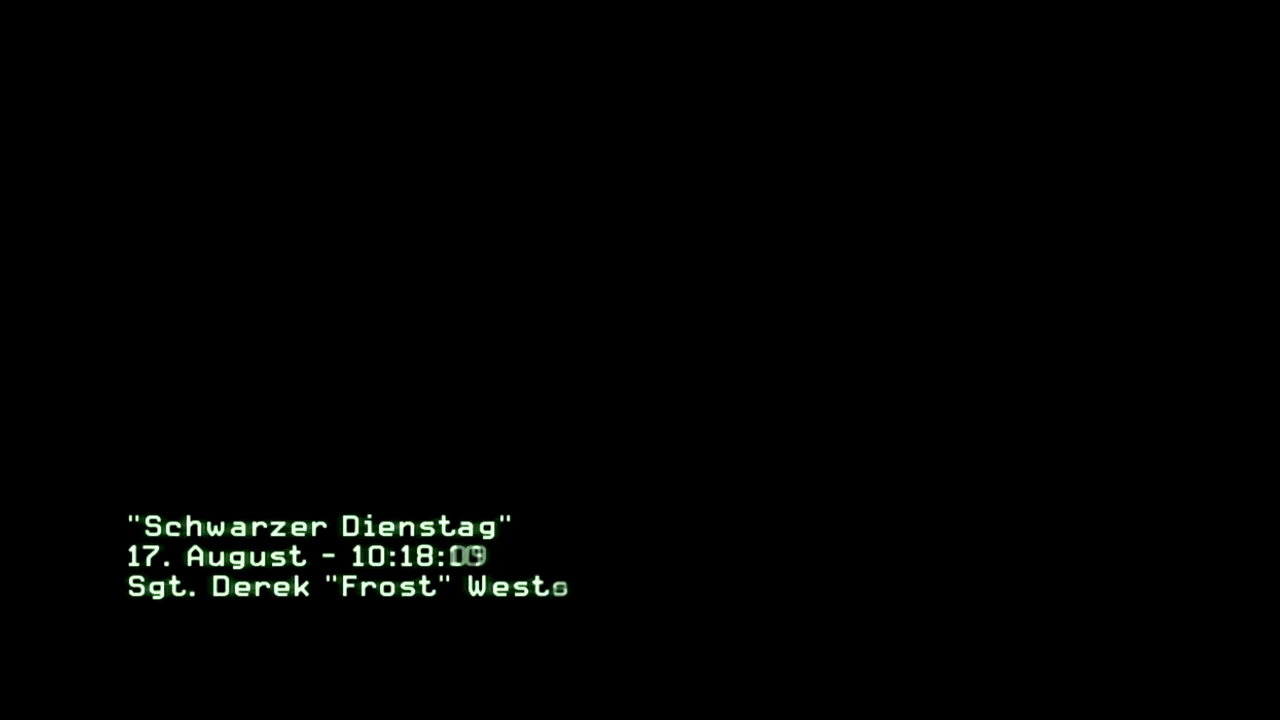 "Schwarzer Dienstag"
17. August - 10:18:
Sgt. Derek "Frost" West